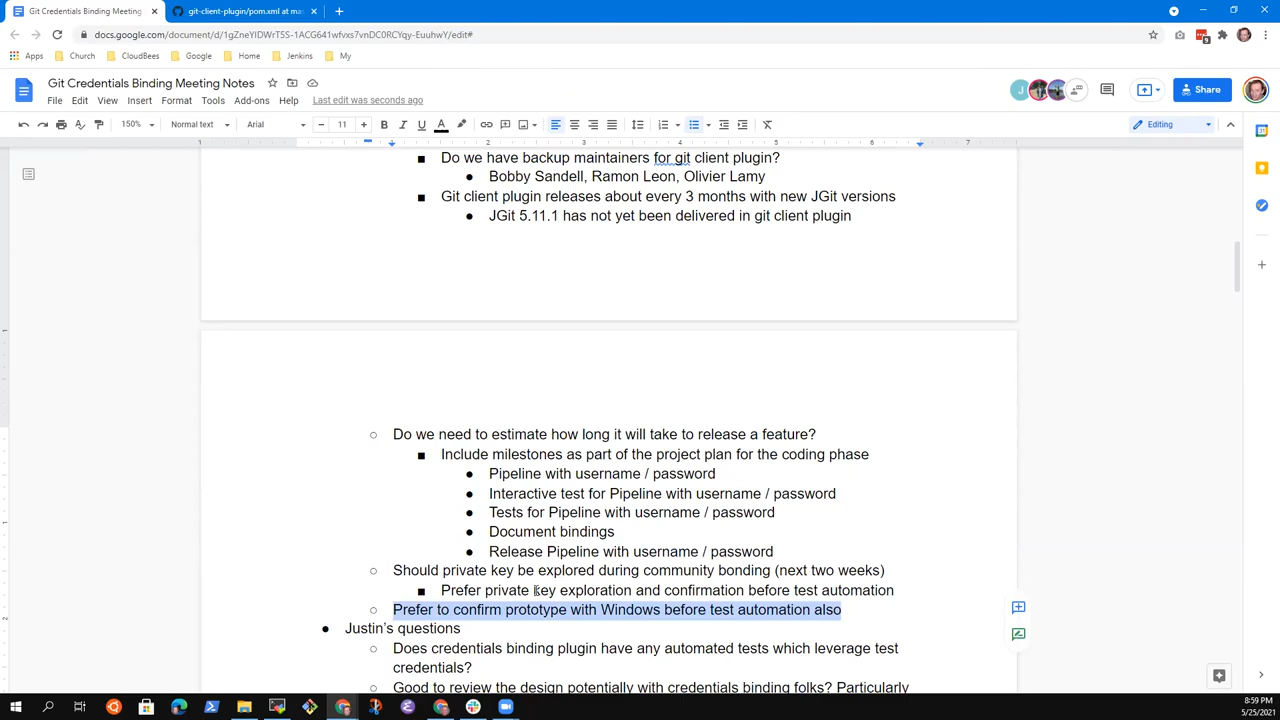 Git Credentials Binding Meeting
git-client-plugin/pom.xml at ma
docs.google.com/document/d/1gZneYIDWrTSS-1ACG641wfvxs7vnDC0RCYqy-EuuhwY/edit#
Apps Church CloudBees Google Home Jenkins My
Git Credentials Binding Meeting Notes
File Edit View Insert Format Tools Add-ons Help Last edit was seconds ago
Share
150% Normal text Arial 11 Editing
1 2 3 4 5 6 7
Do we have backup maintainers for git client plugin?
Bobby Sandell, Ramon Leon, Olivier Lamy
Git client plugin releases about every 3 months with new JGit versions
JGit 5.11.1 has not yet been delivered in git client plugin
Do we need to estimate how long it will take to release a feature?
Include milestones as part of the project plan for the coding phase
Pipeline with username / password
Interactive test for Pipeline with username / password
Tests for Pipeline with username / password
Document bindings
Release Pipeline with username / password
Should private key be explored during community bonding (next two weeks)
Prefer private key exploration and confirmation before test automation
Prefer to confirm prototype with Windows before test automation also
Justin's questions
Does credentials binding plugin have any automated tests which leverage test
credentials?
Good to review the design potentially with credentials binding folks? Particularly
8:59 PM
5/25/2021